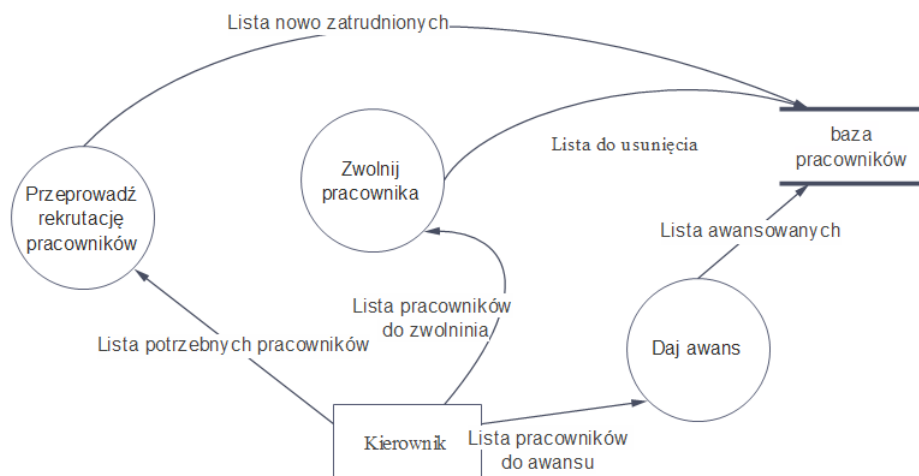 Lista nowo zatrudnionych
Przeprowadź
rekrutację
pracowników
Zwolnij
pracownika
Lista do usunięcia
baza
pracowników
Lista awansowanych
Lista pracowników
do zwolninia
Lista potrzebnych pracowników
Daj awans
Kierownik
Lista pracowników
do awansu